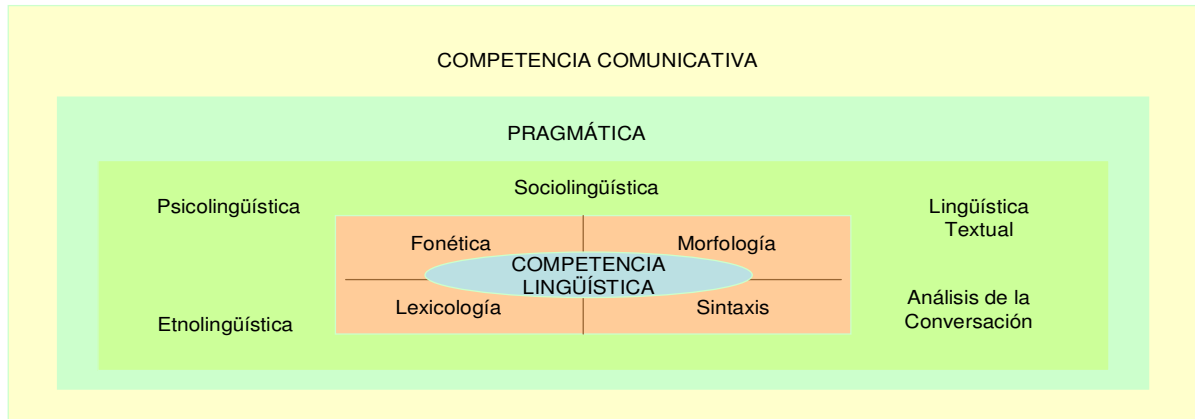 COMPETENCIA COMUNICATIVA
PRAGMÁTICA
Sociolingüística
Psicolingüística
Lingüística
Textual
Fonética
Morfología
COMPETENCIA
LINGÜÍSTICA
Lexicología
Sintaxis
Análisis de la
Conversación
Etnolingüística